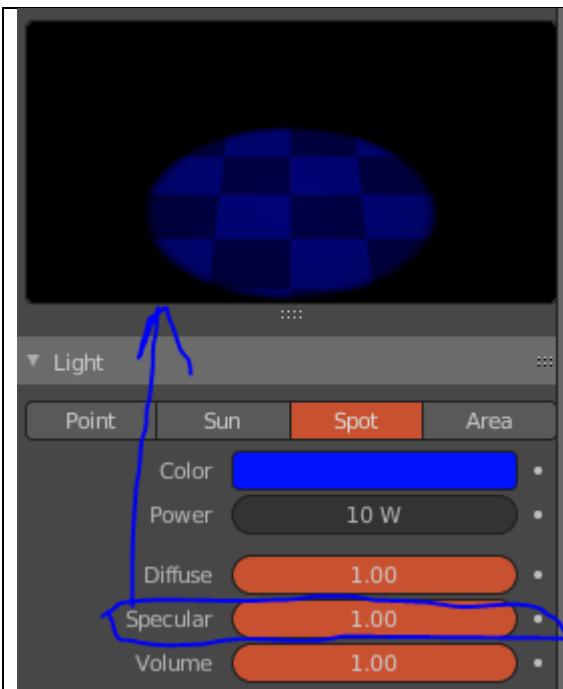 Light
Point Sun Spot Area
Color
Power 10 W
Diffuse 1.00
Specular 1.00
Volume 1.00